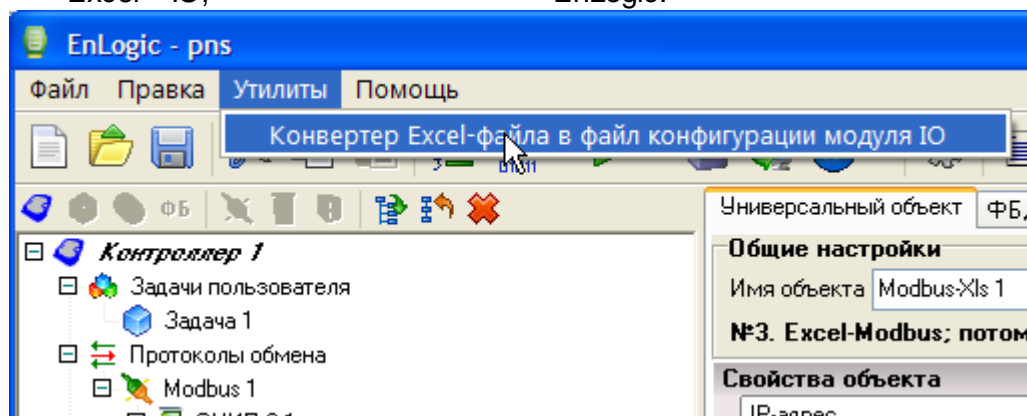 EnLogic - pns
Файл Правка Утилиты Помощь
Конвертер Excel-файла в файл конфигурации модуля IO
ФБ
Универсальный объект
Контроллер 1
Общие настройки
Задачи пользователя
Имя объекта Modbus-Xls 1
Задача 1
№3. Excel-Modbus;
Протоколы обмена
Свойства объекта
Modbus 1
IP-адрес